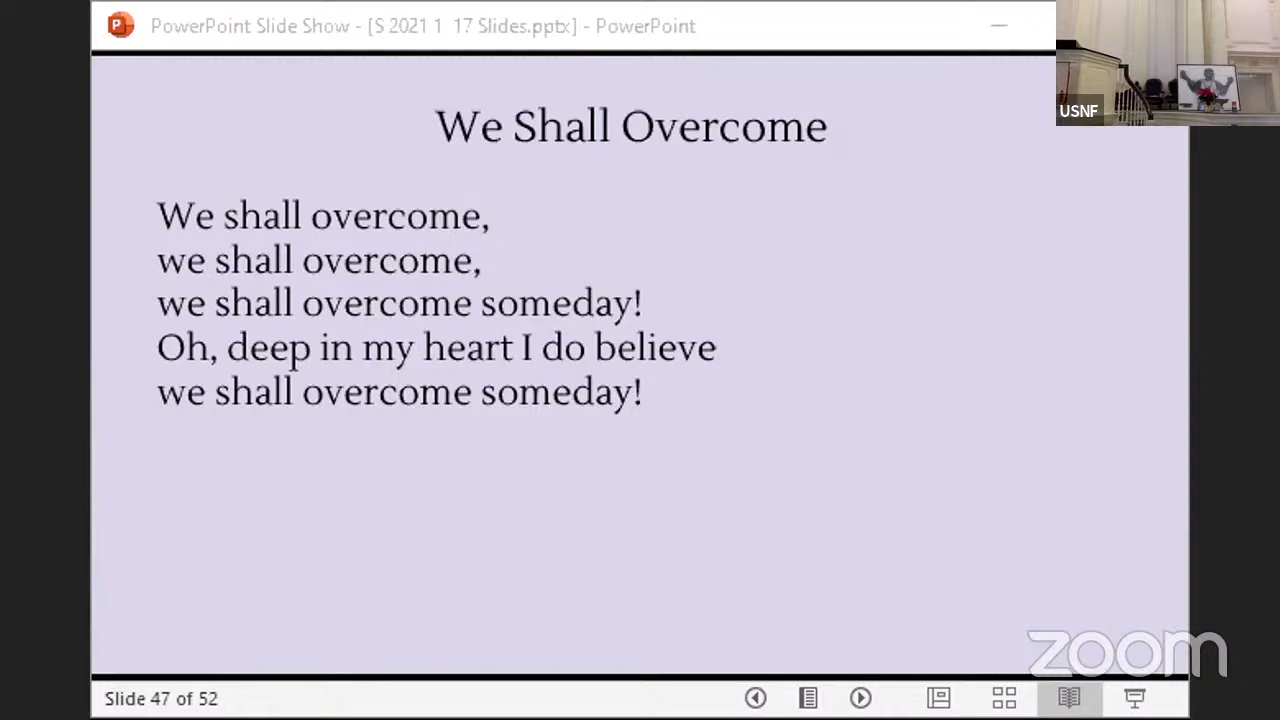 PowerPoint Slide Show - [S 2021 1 17 Slides.pptx] - PowerPoint
USNF
We Shall Overcome
We shall overcome,
we shall overcome,
we shall overcome someday!
Oh, deep in my heart I do believe
we shall overcome someday!
zoom
Slide 47 of 52